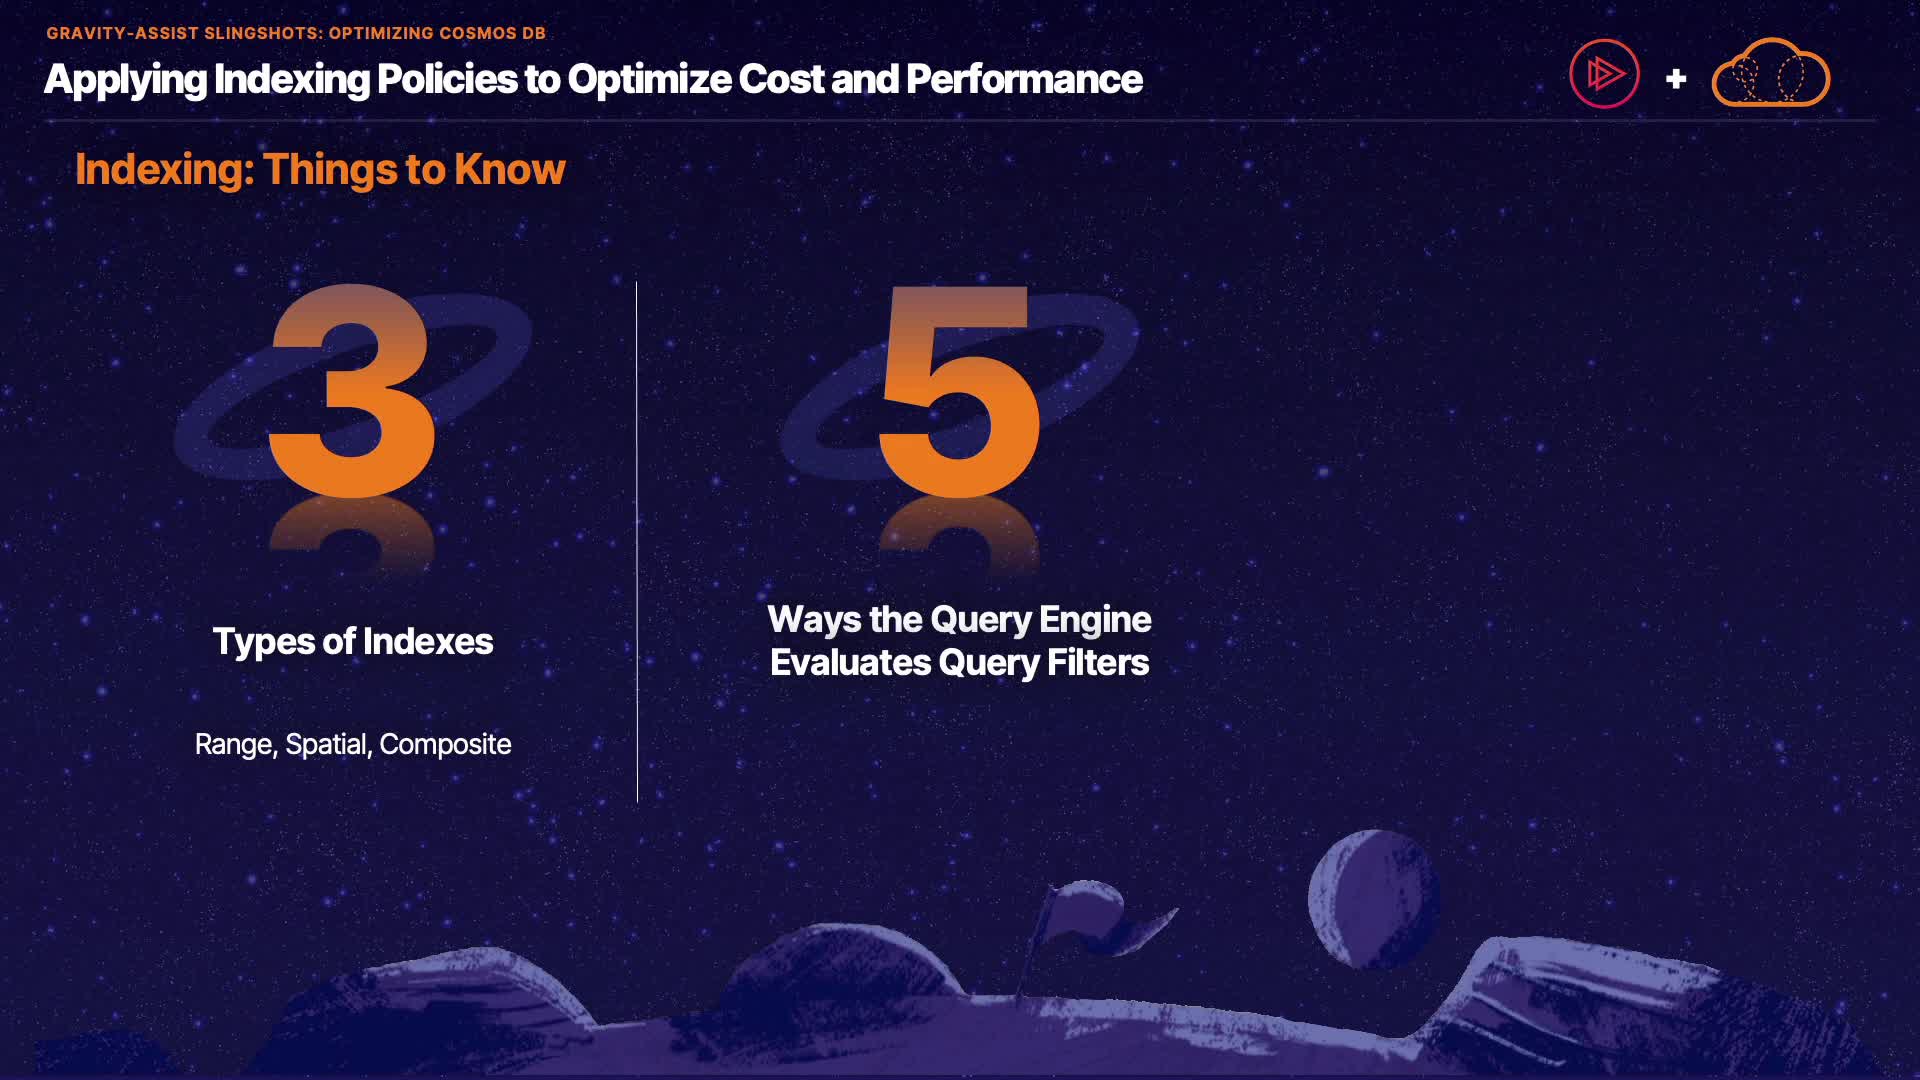 GRAVITY-ASSIST SLINGSHOTS: OPTIMIZING COSMOS DB
Applying Indexing Policies to Optimize Cost and Performance
+
Indexing: Things to Know
3
Types of Indexes
Range, Spatial, Composite
5
Ways the Query Engine
Evaluates Query Filters